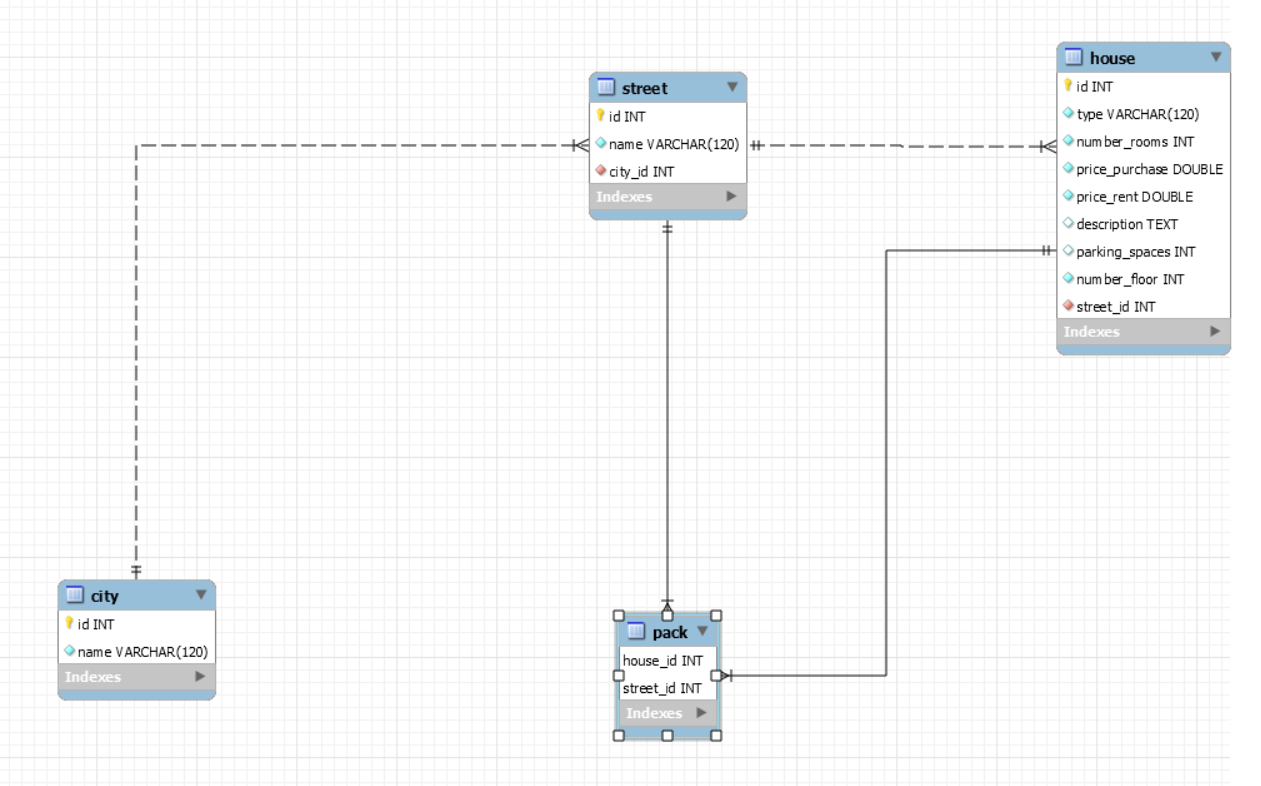 street
id INT
name VARCHAR(120)
city_id INT
Indexes
house
id INT
type VARCHAR(120)
number_rooms INT
price_purchase DOUBLE
price_rent DOUBLE
description TEXT
parking_spaces INT
number_floor INT
street_id INT
Indexes
city
id INT
name VARCHAR(120)
Indexes
pack
house_id INT
street_id INT
Indexes